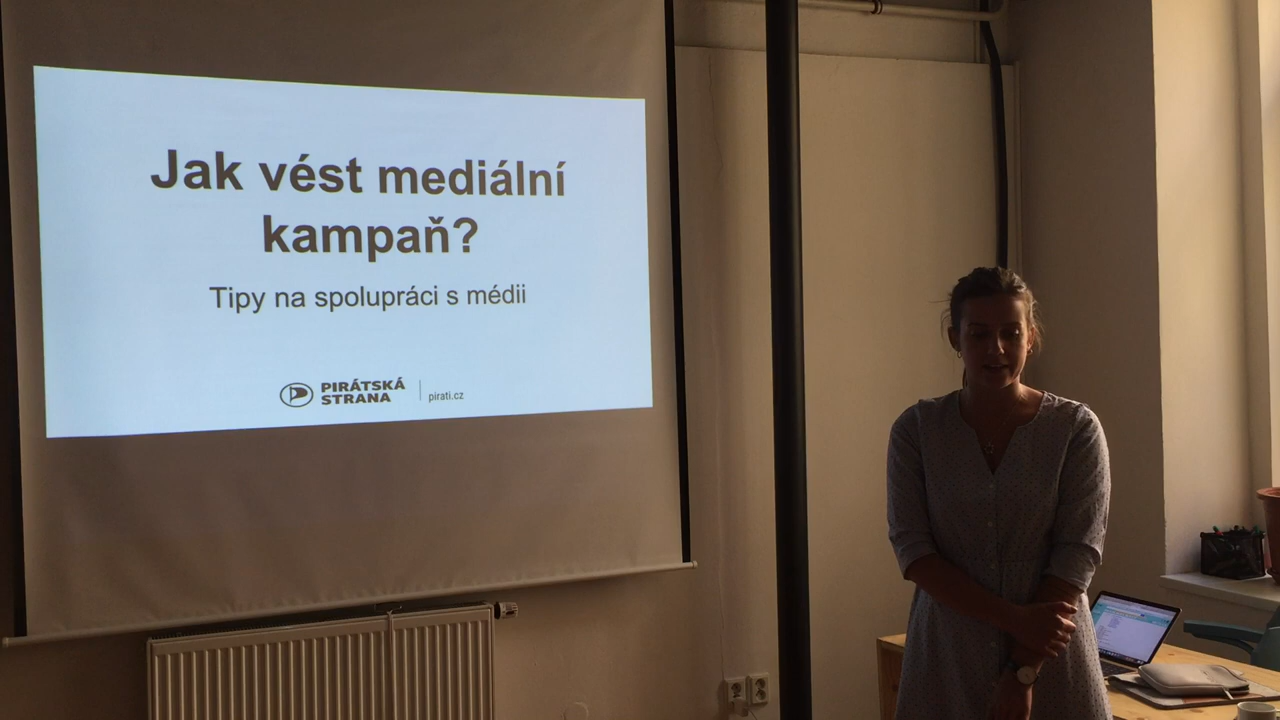 Jak vést mediální
kampaň?
Tipy na spolupráci s médii
PIRÁTSKÁ
STRANA
pirati.cz